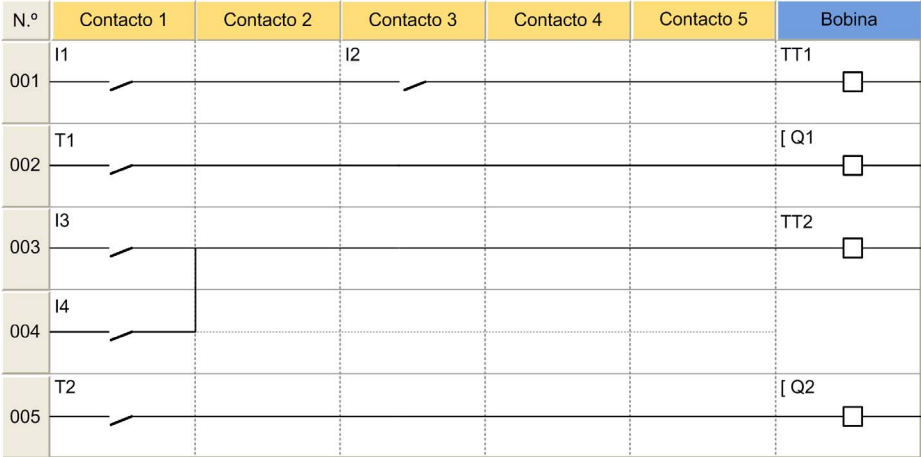 N.º Contacto 1 Contacto 2 Contacto 3 Contacto 4 Contacto 5 Bobina
I1 I2 TT1
001
T1 [ Q1
002
I3 TT2
003
I4
004
T2 [ Q2
005